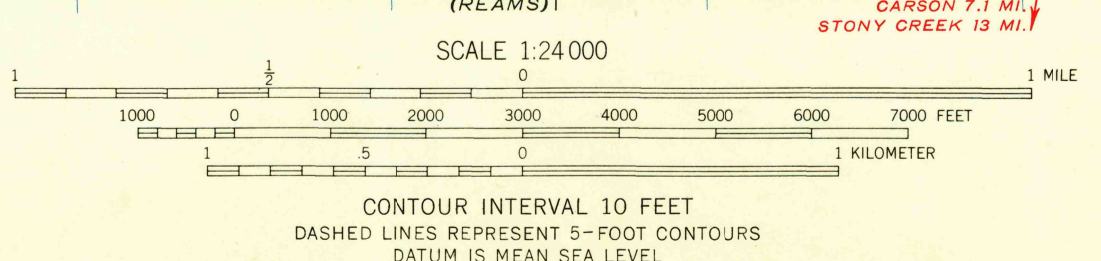 (REAMS)
CARSON 7.1 MI.
STONY CREEK 13 MI.
SCALE 1:24000
1 1/2 0 1 MILE
1000 0 1000 2000 3000 4000 5000 6000 7000 FEET
1 .5 0 1 KILOMETER
CONTOUR INTERVAL 10 FEET
DASHED LINES REPRESENT 5-FOOT CONTOURS
DATUM IS MEAN SEA LEVEL